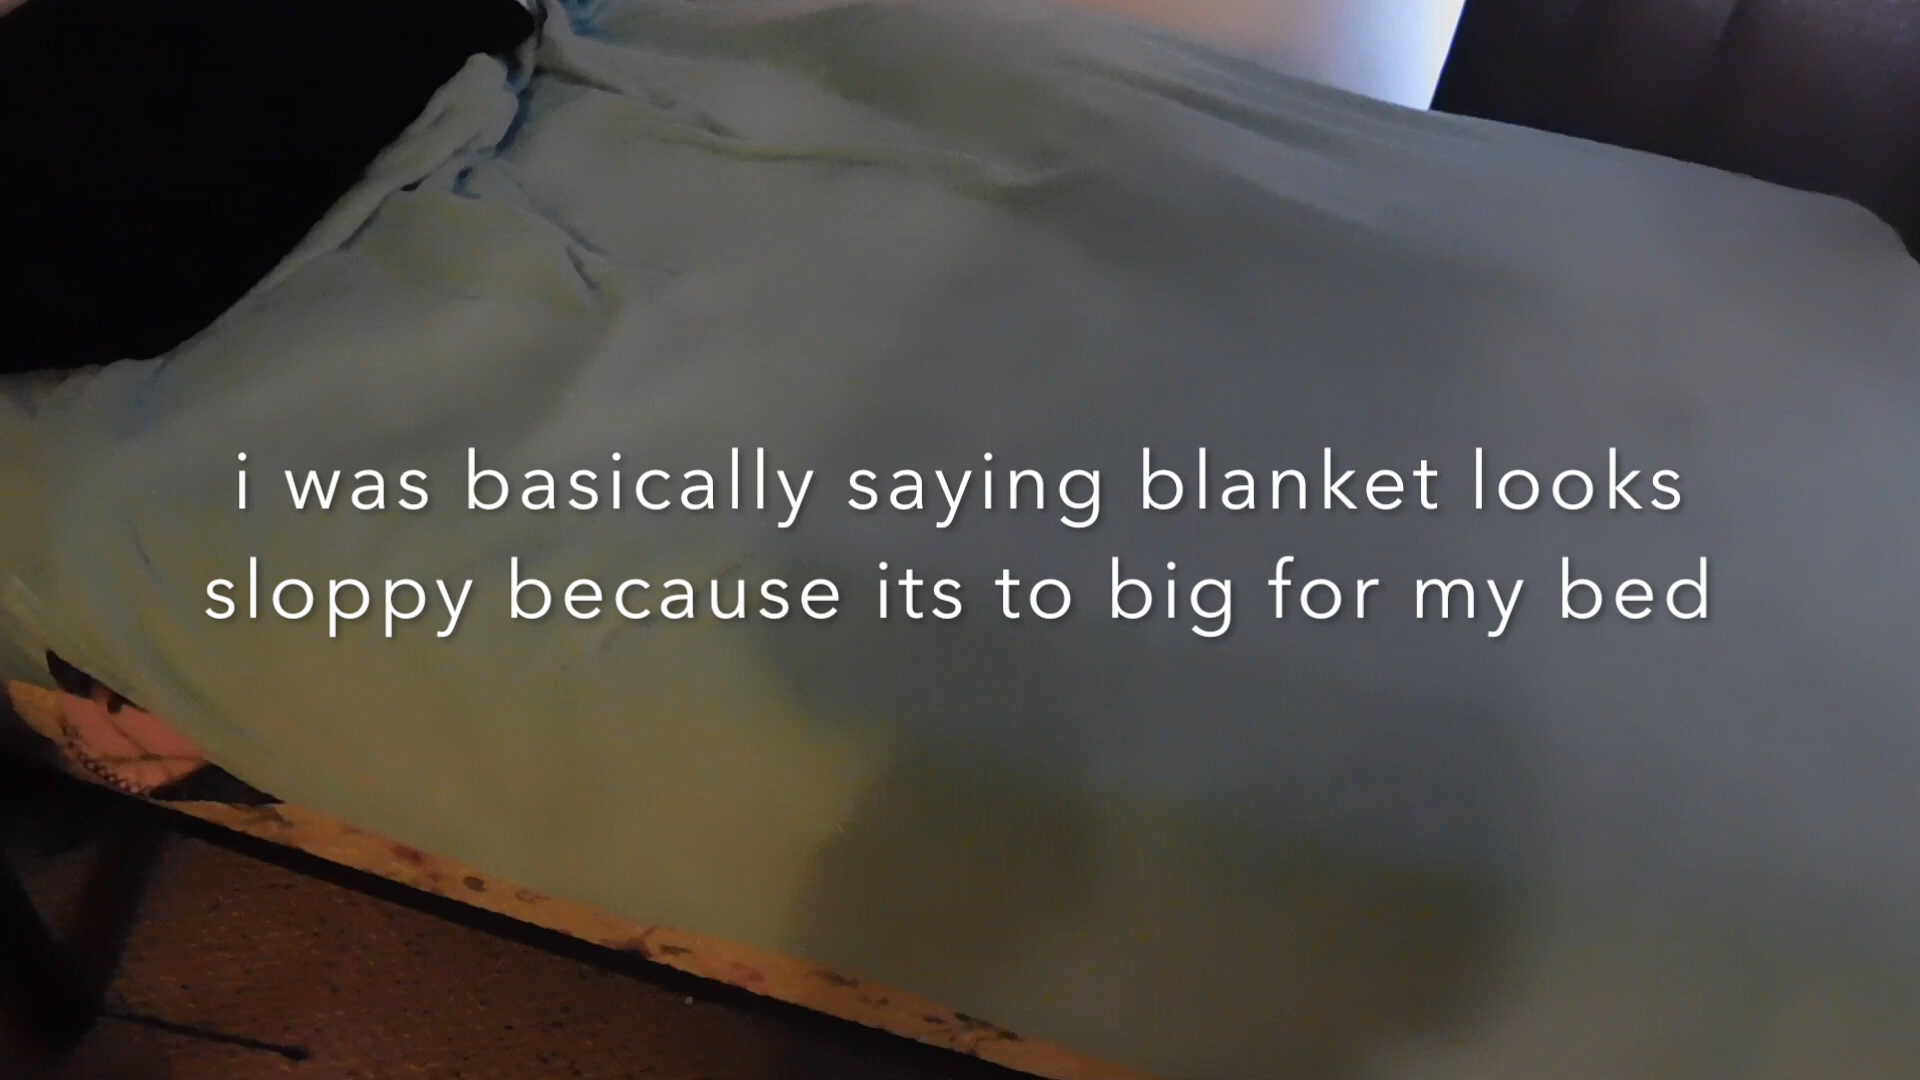 i was basically saying blanket looks
sloppy because its to big for my bed